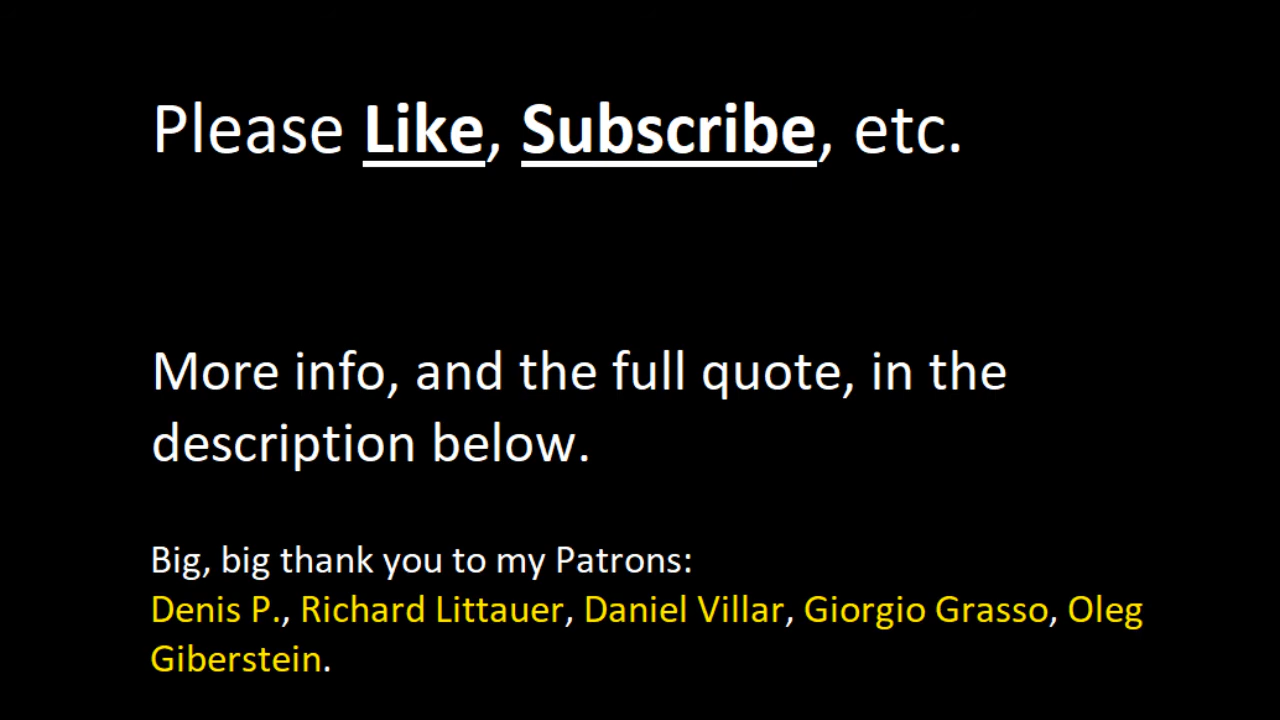 Please Like, Subscribe, etc.
More info, and the full quote, in the
description below.
Big, big thank you to my Patrons:
Denis P., Richard Littauer, Daniel Villar, Giorgio Grasso, Oleg
Giberstein.